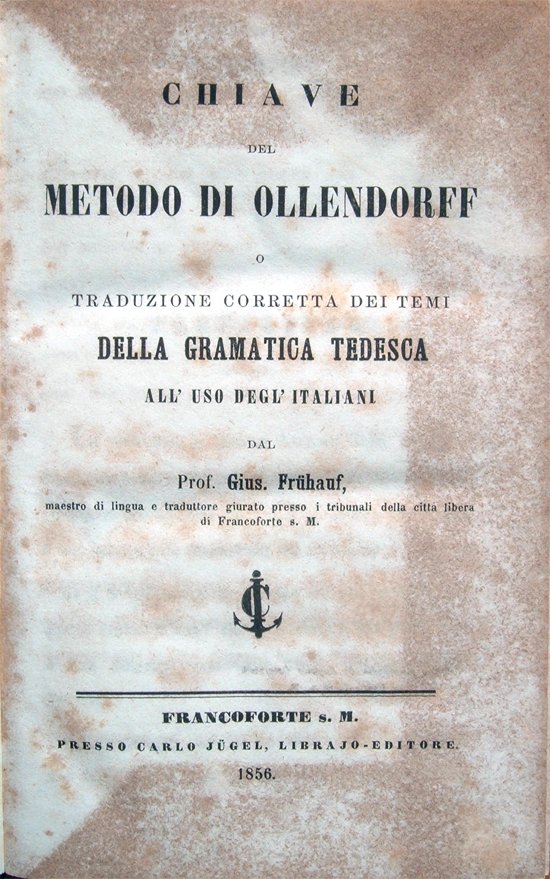 CHIAVE
DEL
METODO DI OLLENDORFF
O
TRADUZIONE CORRETTA DEI TEMI
DELLA GRAMATICA TEDESCA
ALL' USO DEGL' ITALIANI
DAL
Prof. Gius. Frühauf,
maestro di lingua e traduttore giurato presso i tribunali della città libera
di Francoforte s. M.
CJ
FRANCOFORTE s. M.
PRESSO CARLO JÜGEL, LIBRAJO-EDITORE.
1856.